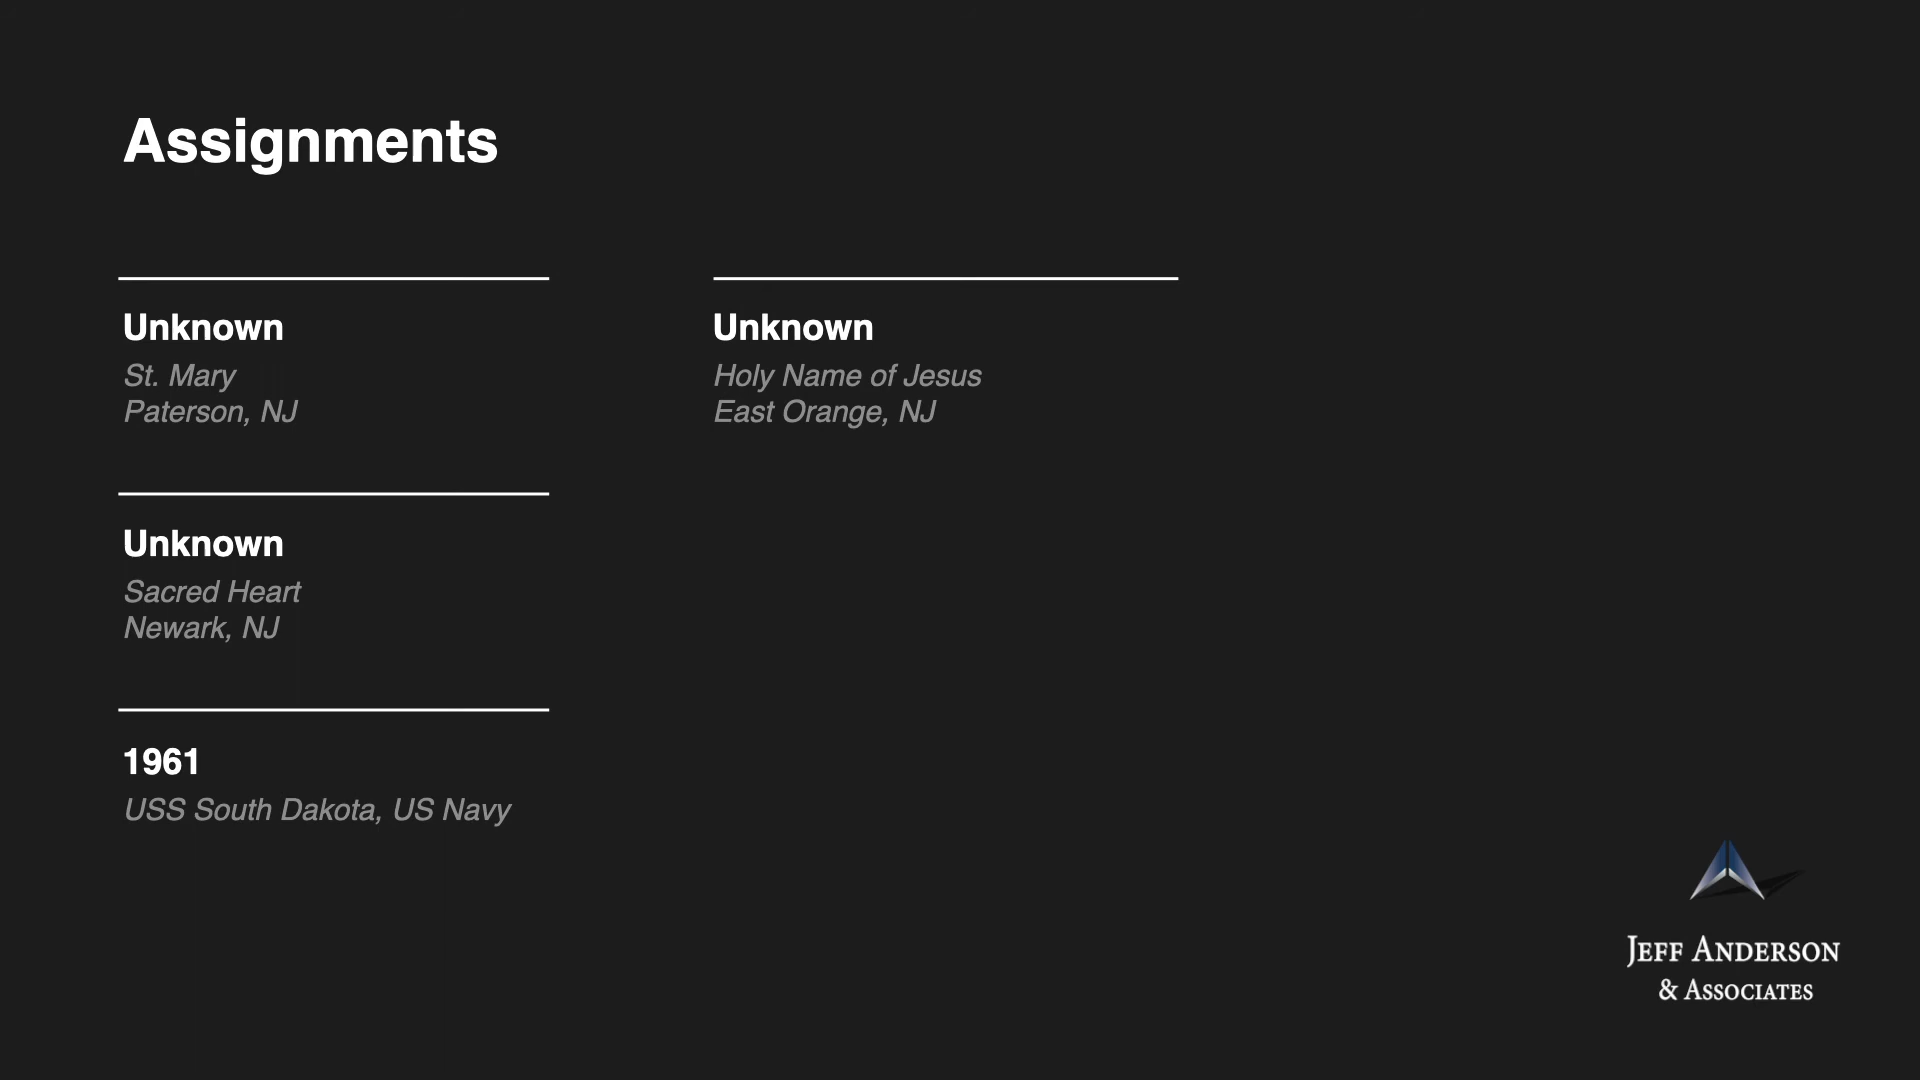 Assignments
Unknown
St. Mary
Paterson, NJ
Unknown
Sacred Heart
Newark, NJ
1961
USS South Dakota, US Navy
Unknown
Holy Name of Jesus
East Orange, NJ
JEFF ANDERSON
& ASSOCIATES